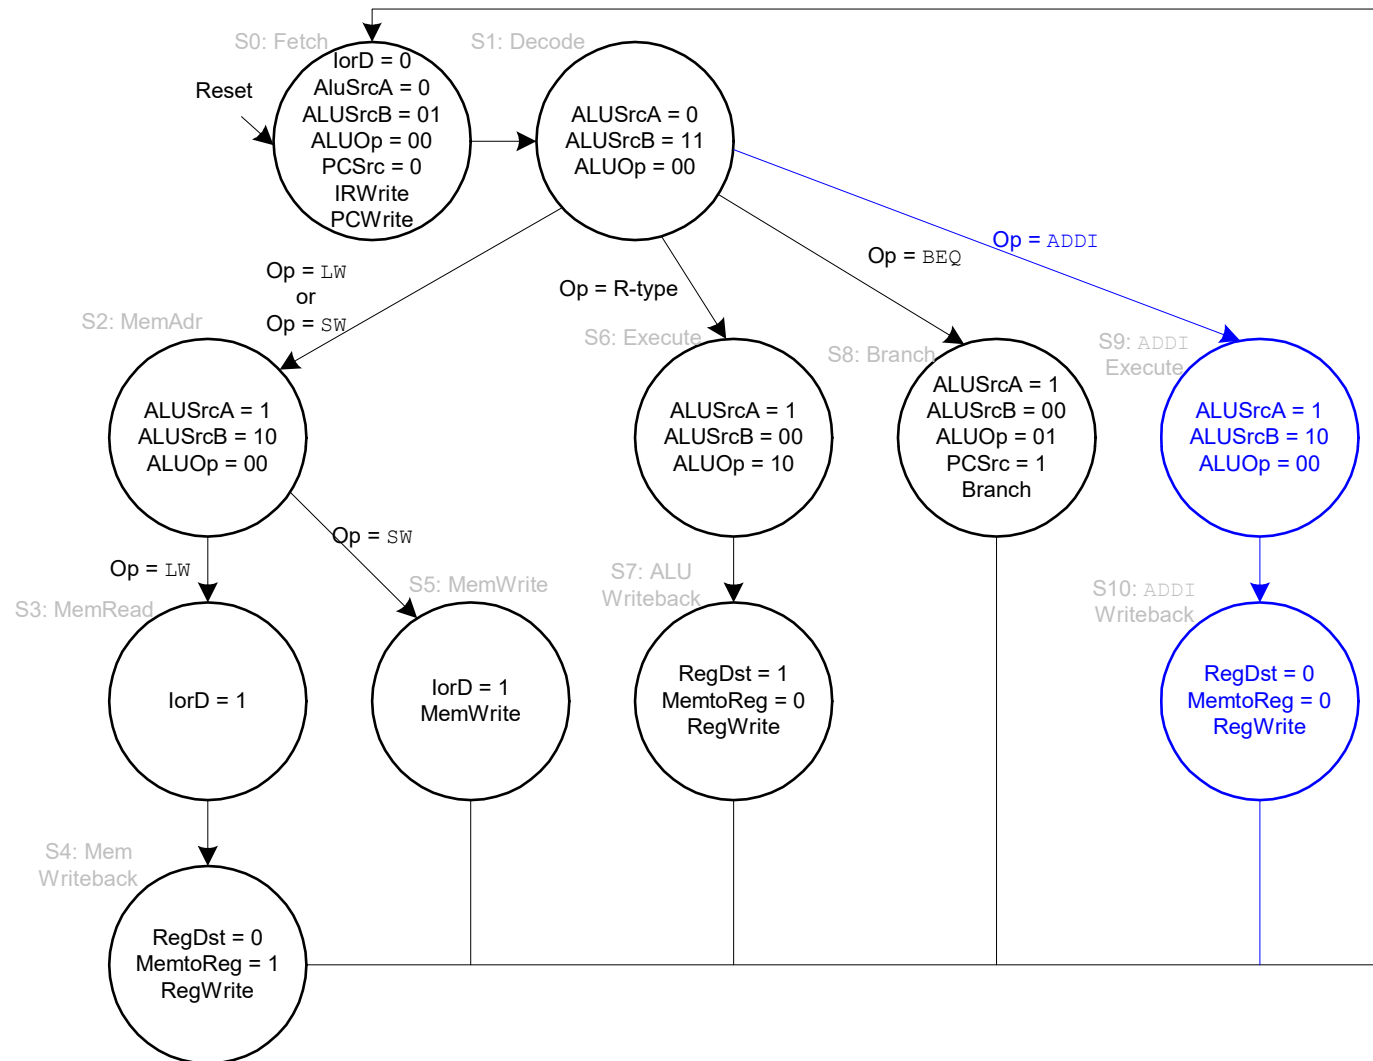 S0: Fetch
S1: Decode
Reset
IorD = 0
AluSrcA = 0
ALUSrcB = 01
ALUOp = 00
PCSrc = 0
IRWrite
PCWrite
ALUSrcA = 0
ALUSrcB = 11
ALUOp = 00
Op = LW
or
Op = SW
Op = R-type
Op = BEQ
Op = ADDI
S2: MemAdr
ALUSrcA = 1
ALUSrcB = 10
ALUOp = 00
S6: Execute
ALUSrcA = 1
ALUSrcB = 00
ALUOp = 10
S8: Branch
ALUSrcA = 1
ALUSrcB = 00
ALUOp = 01
PCSrc = 1
Branch
S9: ADDI
Execute
ALUSrcA = 1
ALUSrcB = 10
ALUOp = 00
Op = LW
Op = SW
S3: MemRead
IorD = 1
S5: MemWrite
IorD = 1
MemWrite
S7: ALU
Writeback
RegDst = 1
MemtoReg = 0
RegWrite
S10: ADDI
Writeback
RegDst = 0
MemtoReg = 0
RegWrite
S4: Mem
Writeback
RegDst = 0
MemtoReg = 1
RegWrite